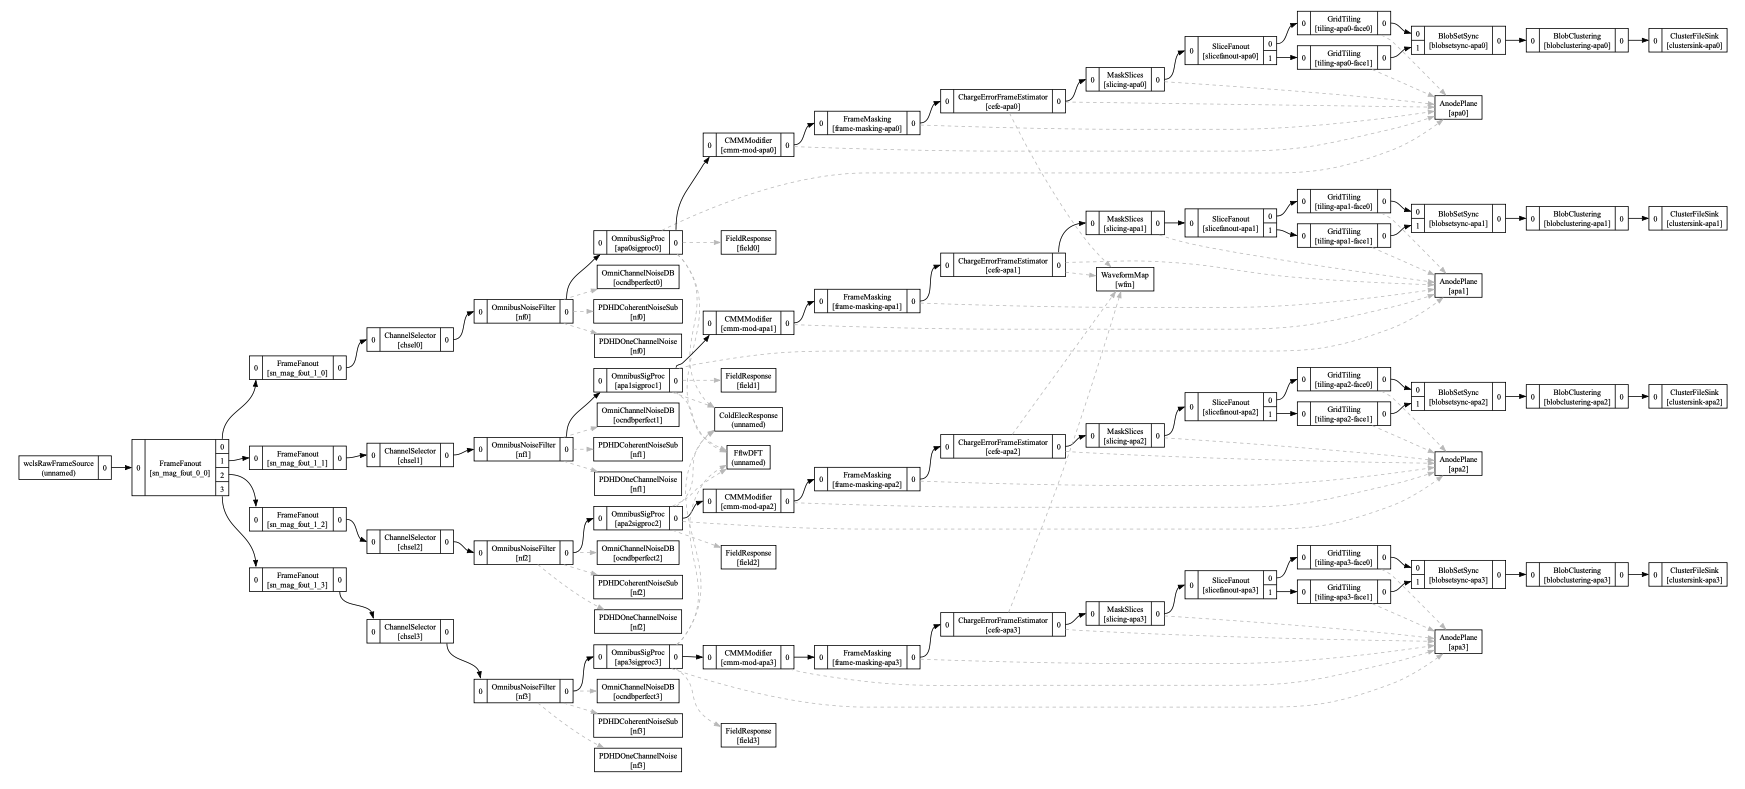 wclsRawFrameSource
(unnamed)
0
0
FrameFanout
[sn_mag_fout_0_0]
0
1
2
3
0
FrameFanout
[sn_mag_fout_1_0]
0
0
ChannelSelector
[chsel0]
0
0
OmnibusNoiseFilter
[nf0]
0
0
OmnibusSigProc
[apa0sigproc0]
0
FieldResponse
[field0]
OmniChannelNoiseDB
[ocndbperfect0]
PDHDCoherentNoiseSub
[nf0]
PDHDOneChannelNoise
[nf0]
0
CMMModifier
[cmm-mod-apa0]
0
0
FrameMasking
[frame-masking-apa0]
0
0
ChargeErrorFrameEstimator
[cefe-apa0]
0
0
MaskSlices
[slicing-apa0]
0
0
SliceFanout
[slicefanout-apa0]
0
1
0
GridTiling
[tiling-apa0-face0]
0
0
GridTiling
[tiling-apa0-face1]
0
0
1
BlobSetSync
[blobsetsync-apa0]
0
0
BlobClustering
[blobclustering-apa0]
0
0
ClusterFileSink
[clustersink-apa0]
AnodePlane
[apa0]
0
FrameFanout
[sn_mag_fout_1_1]
0
0
ChannelSelector
[chsel1]
0
0
OmnibusNoiseFilter
[nf1]
0
0
OmnibusSigProc
[apa1sigproc1]
0
FieldResponse
[field1]
OmniChannelNoiseDB
[ocndbperfect1]
PDHDCoherentNoiseSub
[nf1]
PDHDOneChannelNoise
[nf1]
ColdElecResponse
(unnamed)
FftwDFT
(unnamed)
0
CMMModifier
[cmm-mod-apa1]
0
0
FrameMasking
[frame-masking-apa1]
0
0
ChargeErrorFrameEstimator
[cefe-apa1]
0
WaveformMap
[wfm]
0
MaskSlices
[slicing-apa1]
0
0
SliceFanout
[slicefanout-apa1]
0
1
0
GridTiling
[tiling-apa1-face0]
0
0
GridTiling
[tiling-apa1-face1]
0
0
1
BlobSetSync
[blobsetsync-apa1]
0
0
BlobClustering
[blobclustering-apa1]
0
0
ClusterFileSink
[clustersink-apa1]
AnodePlane
[apa1]
0
FrameFanout
[sn_mag_fout_1_2]
0
0
ChannelSelector
[chsel2]
0
0
OmnibusNoiseFilter
[nf2]
0
0
OmnibusSigProc
[apa2sigproc2]
0
FieldResponse
[field2]
OmniChannelNoiseDB
[ocndbperfect2]
PDHDCoherentNoiseSub
[nf2]
PDHDOneChannelNoise
[nf2]
0
CMMModifier
[cmm-mod-apa2]
0
0
FrameMasking
[frame-masking-apa2]
0
0
ChargeErrorFrameEstimator
[cefe-apa2]
0
0
MaskSlices
[slicing-apa2]
0
0
SliceFanout
[slicefanout-apa2]
0
1
0
GridTiling
[tiling-apa2-face0]
0
0
GridTiling
[tiling-apa2-face1]
0
0
1
BlobSetSync
[blobsetsync-apa2]
0
0
BlobClustering
[blobclustering-apa2]
0
0
ClusterFileSink
[clustersink-apa2]
AnodePlane
[apa2]
0
FrameFanout
[sn_mag_fout_1_3]
0
0
ChannelSelector
[chsel3]
0
0
OmnibusNoiseFilter
[nf3]
0
0
OmnibusSigProc
[apa3sigproc3]
0
OmniChannelNoiseDB
[ocndbperfect3]
PDHDCoherentNoiseSub
[nf3]
PDHDOneChannelNoise
[nf3]
FieldResponse
[field3]
0
CMMModifier
[cmm-mod-apa3]
0
0
FrameMasking
[frame-masking-apa3]
0
0
ChargeErrorFrameEstimator
[cefe-apa3]
0
0
MaskSlices
[slicing-apa3]
0
0
SliceFanout
[slicefanout-apa3]
0
1
0
GridTiling
[tiling-apa3-face0]
0
0
GridTiling
[tiling-apa3-face1]
0
0
1
BlobSetSync
[blobsetsync-apa3]
0
0
BlobClustering
[blobclustering-apa3]
0
0
ClusterFileSink
[clustersink-apa3]
AnodePlane
[apa3]